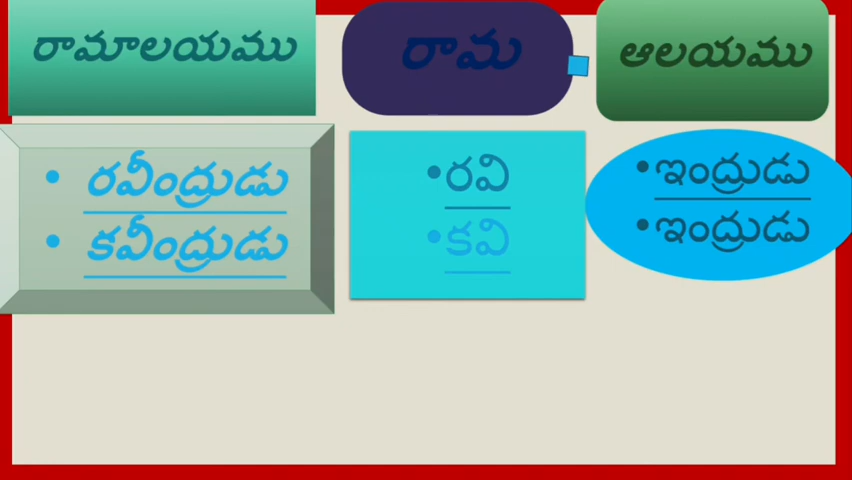 రామాలయము
రామ
ఆలయము
• రవీంద్రుడు
• కవీంద్రుడు
•రవి
•కవి
•ఇంద్రుడు
•ఇంద్రుడు